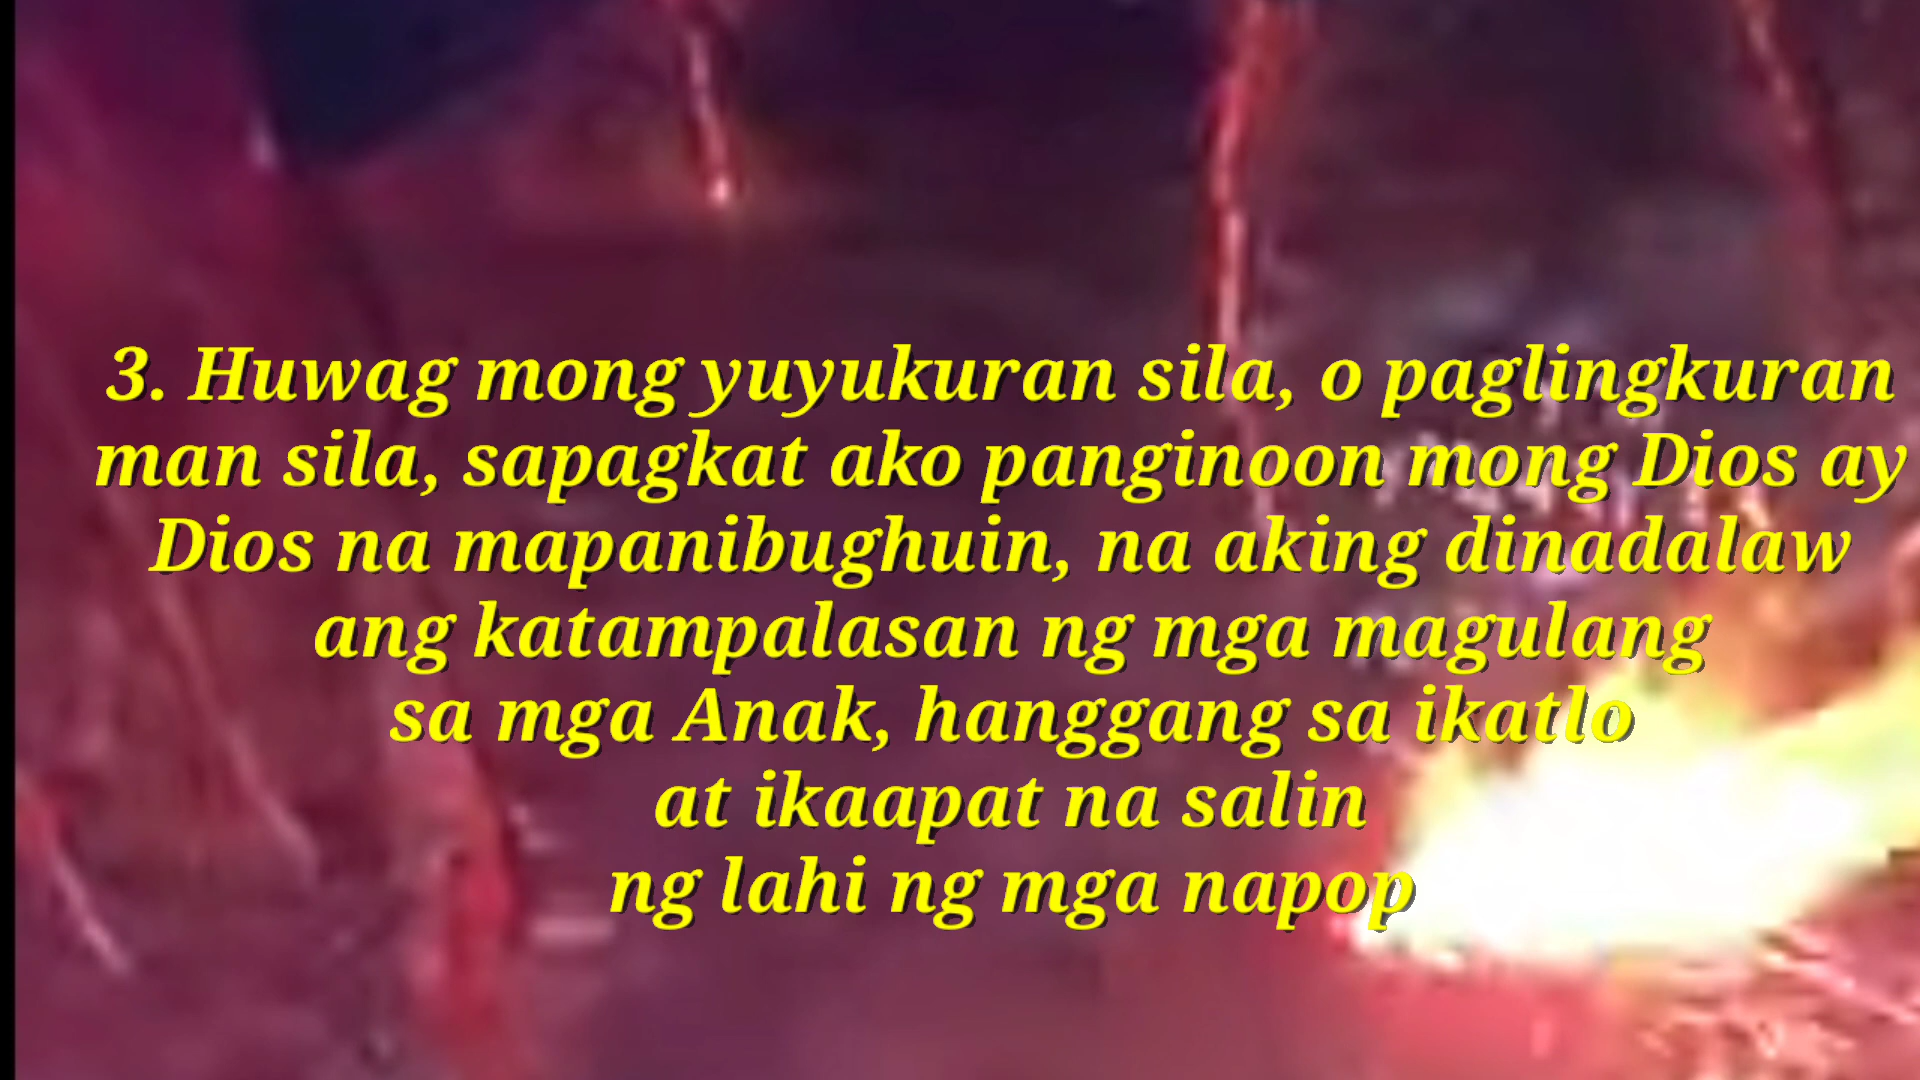 3. Huwag mong yuyukuran sila, o paglingkuran
man sila, sapagkat ako panginoon mong Dios ay
Dios na mapanibughuin, na aking dinadalaw
ang katampalasan ng mga magulang
sa mga Anak, hanggang sa ikatlo
at ikaapat na salin
ng lahi ng mga napop